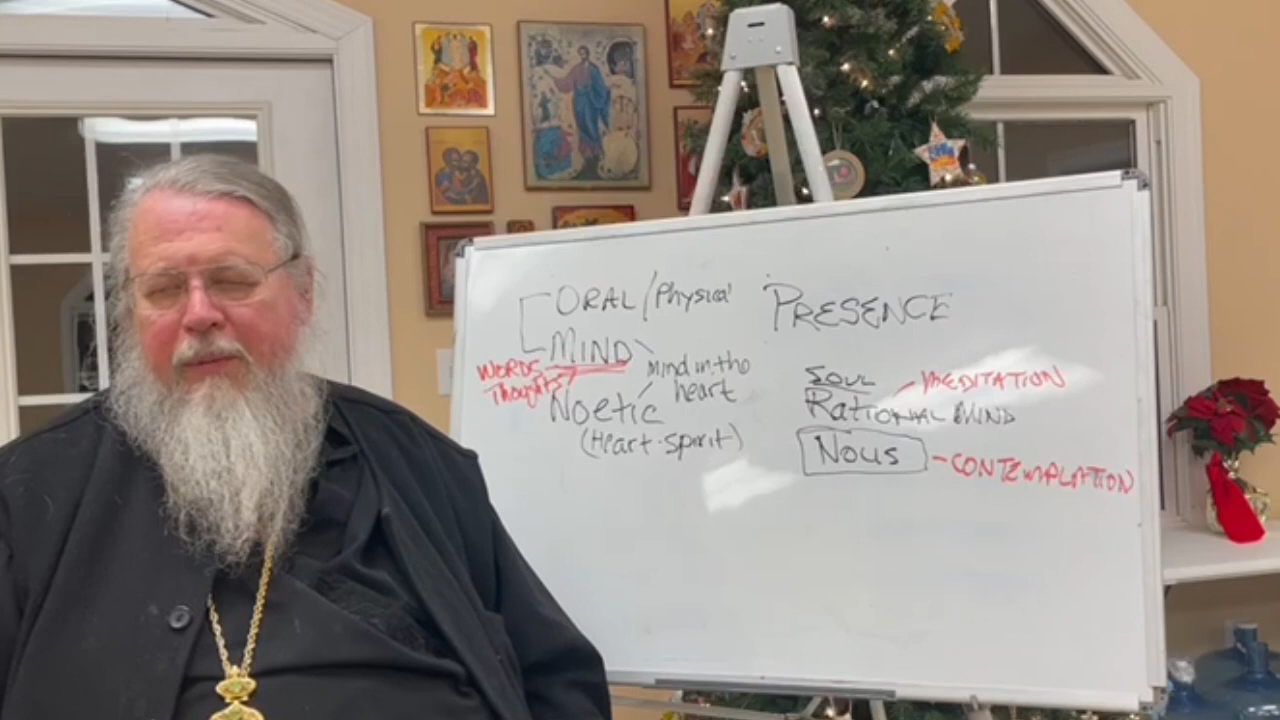 ORAL / Physical PRESENCE
MIND
WORDS
Thoughts
mind in the
heart
Noetic
(Heart-spirit)
SOUL
MEDITATION
Rational MIND
Nous - CONTEMPLATION